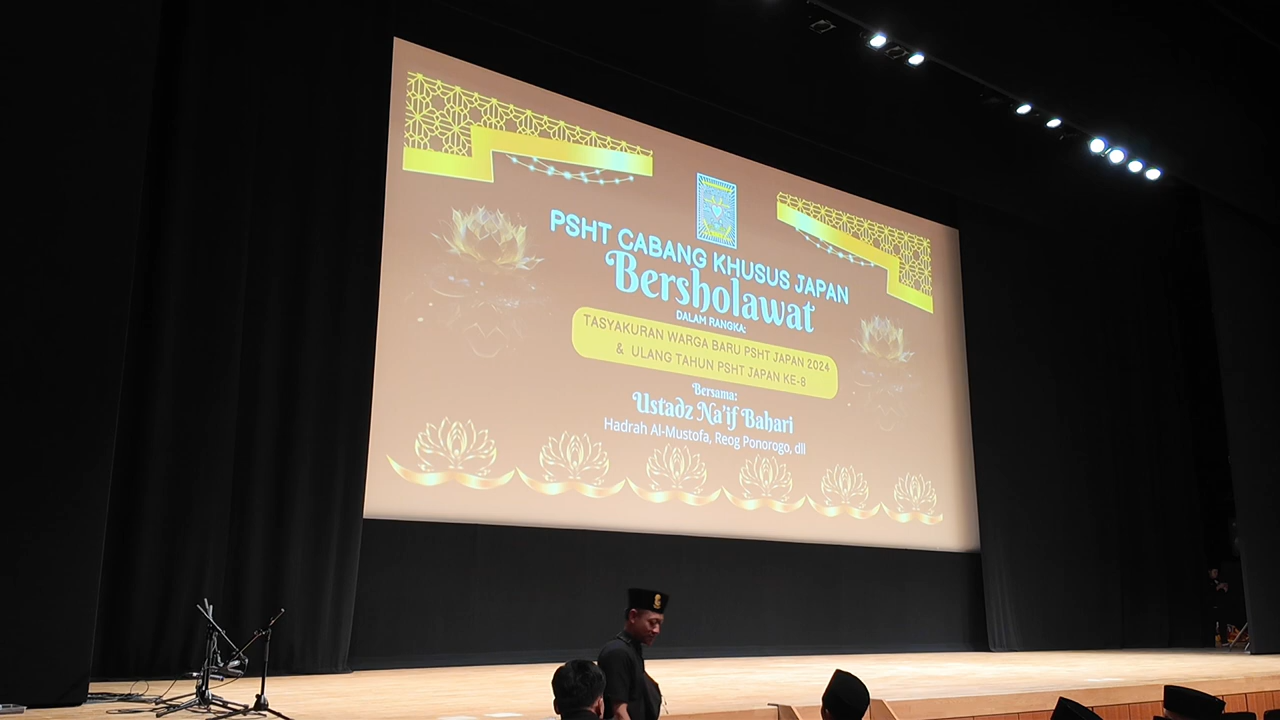 PSHT CABANG KHUSUS JAPAN
Bersholawat
DALAM RANGKA:
TASYAKURAN WARGA BARU PSHT JAPAN 2024
& ULANG TAHUN PSHT JAPAN KE-8
Bersama:
Ustadz Na'if Bahari
Hadrah Al-Mustofa, Reog Ponorogo, dll